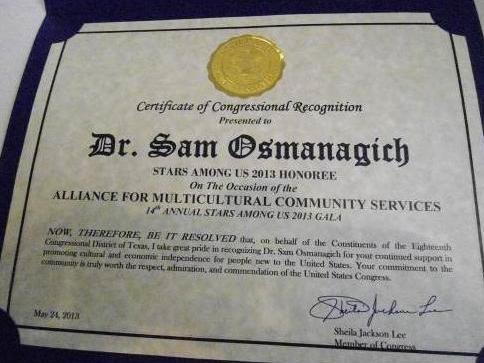 Certificate of Congressional Recognition
Presented to
Dr. Sam Osmanagich
STARS AMONG US 2013 HONOREE
On The Occasion of the
ALLIANCE FOR MULTICULTURAL COMMUNITY SERVICES
14th ANNUAL STARS AMONG US 2013 GALA
NOW, THEREFORE, BE IT RESOLVED that, on behalf of the Constituents of the Eighteenth
Congressional District of Texas, I take great pride in recognizing Dr. Sam Osmanagich for your continued support in
promoting cultural and economic independence for people new to the United States. Your commitment to the
community is truly worth the respect, admiration, and commendation of the United States Congress.
Sheila Jackson Lee
May 24, 2013
Sheila Jackson Lee
Member of Congress